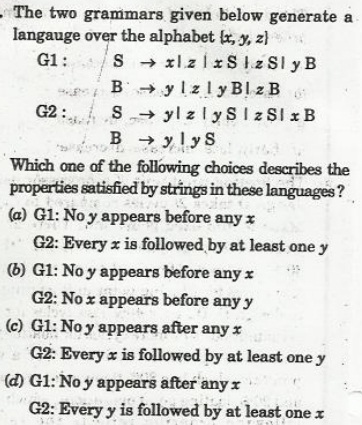 The two grammars given below generate a
langauge over the alphabet {x, y, z}
G1 : S → x | z | x S | z S | y B
B → y | z | y B | z B
G2 : S → y | z | y S | z S | x B
B → y | y S
Which one of the following choices describes the
properties satisfied by strings in these languages ?
(a) G1: No y appears before any x
G2: Every x is followed by at least one y
(b) G1: No y appears before any x
G2: No x appears before any y
(c) G1: No y appears after any x
G2: Every x is followed by at least one y
(d) G1: No y appears after any x
G2: Every y is followed by at least one x